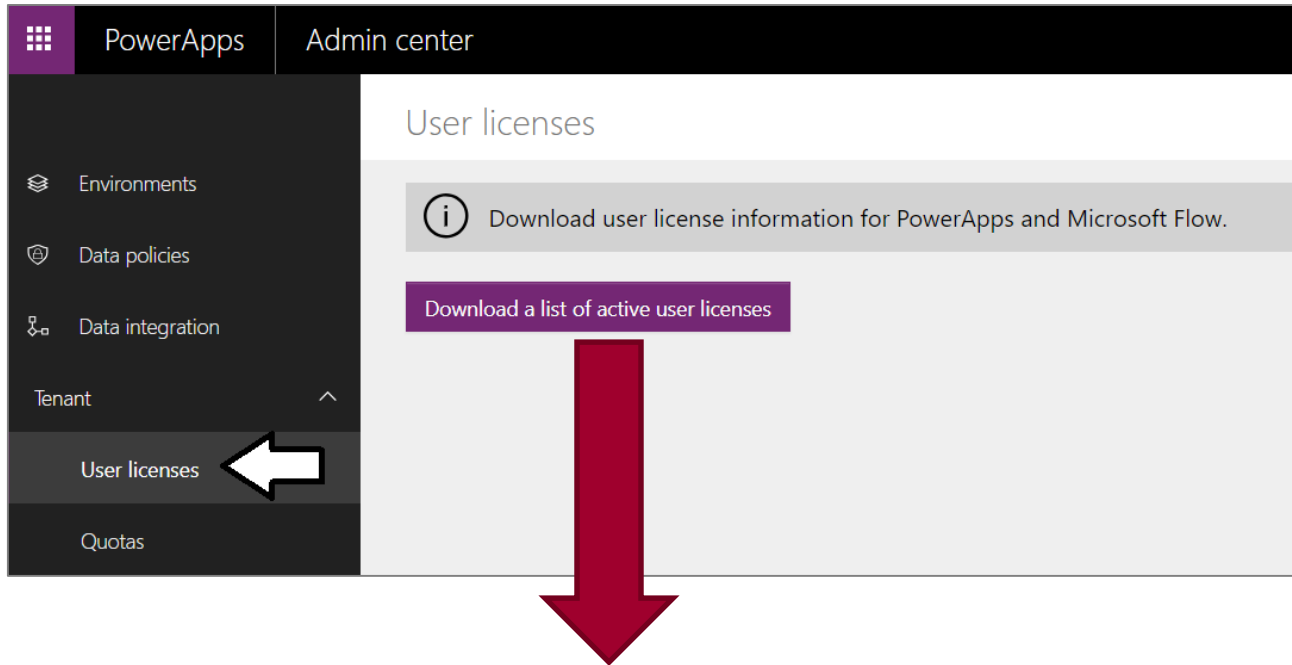 PowerApps
Admin center
User licenses
Environments
Data policies
Data integration
Tenant
User licenses
Quotas
Download user license information for PowerApps and Microsoft Flow.
Download a list of active user licenses